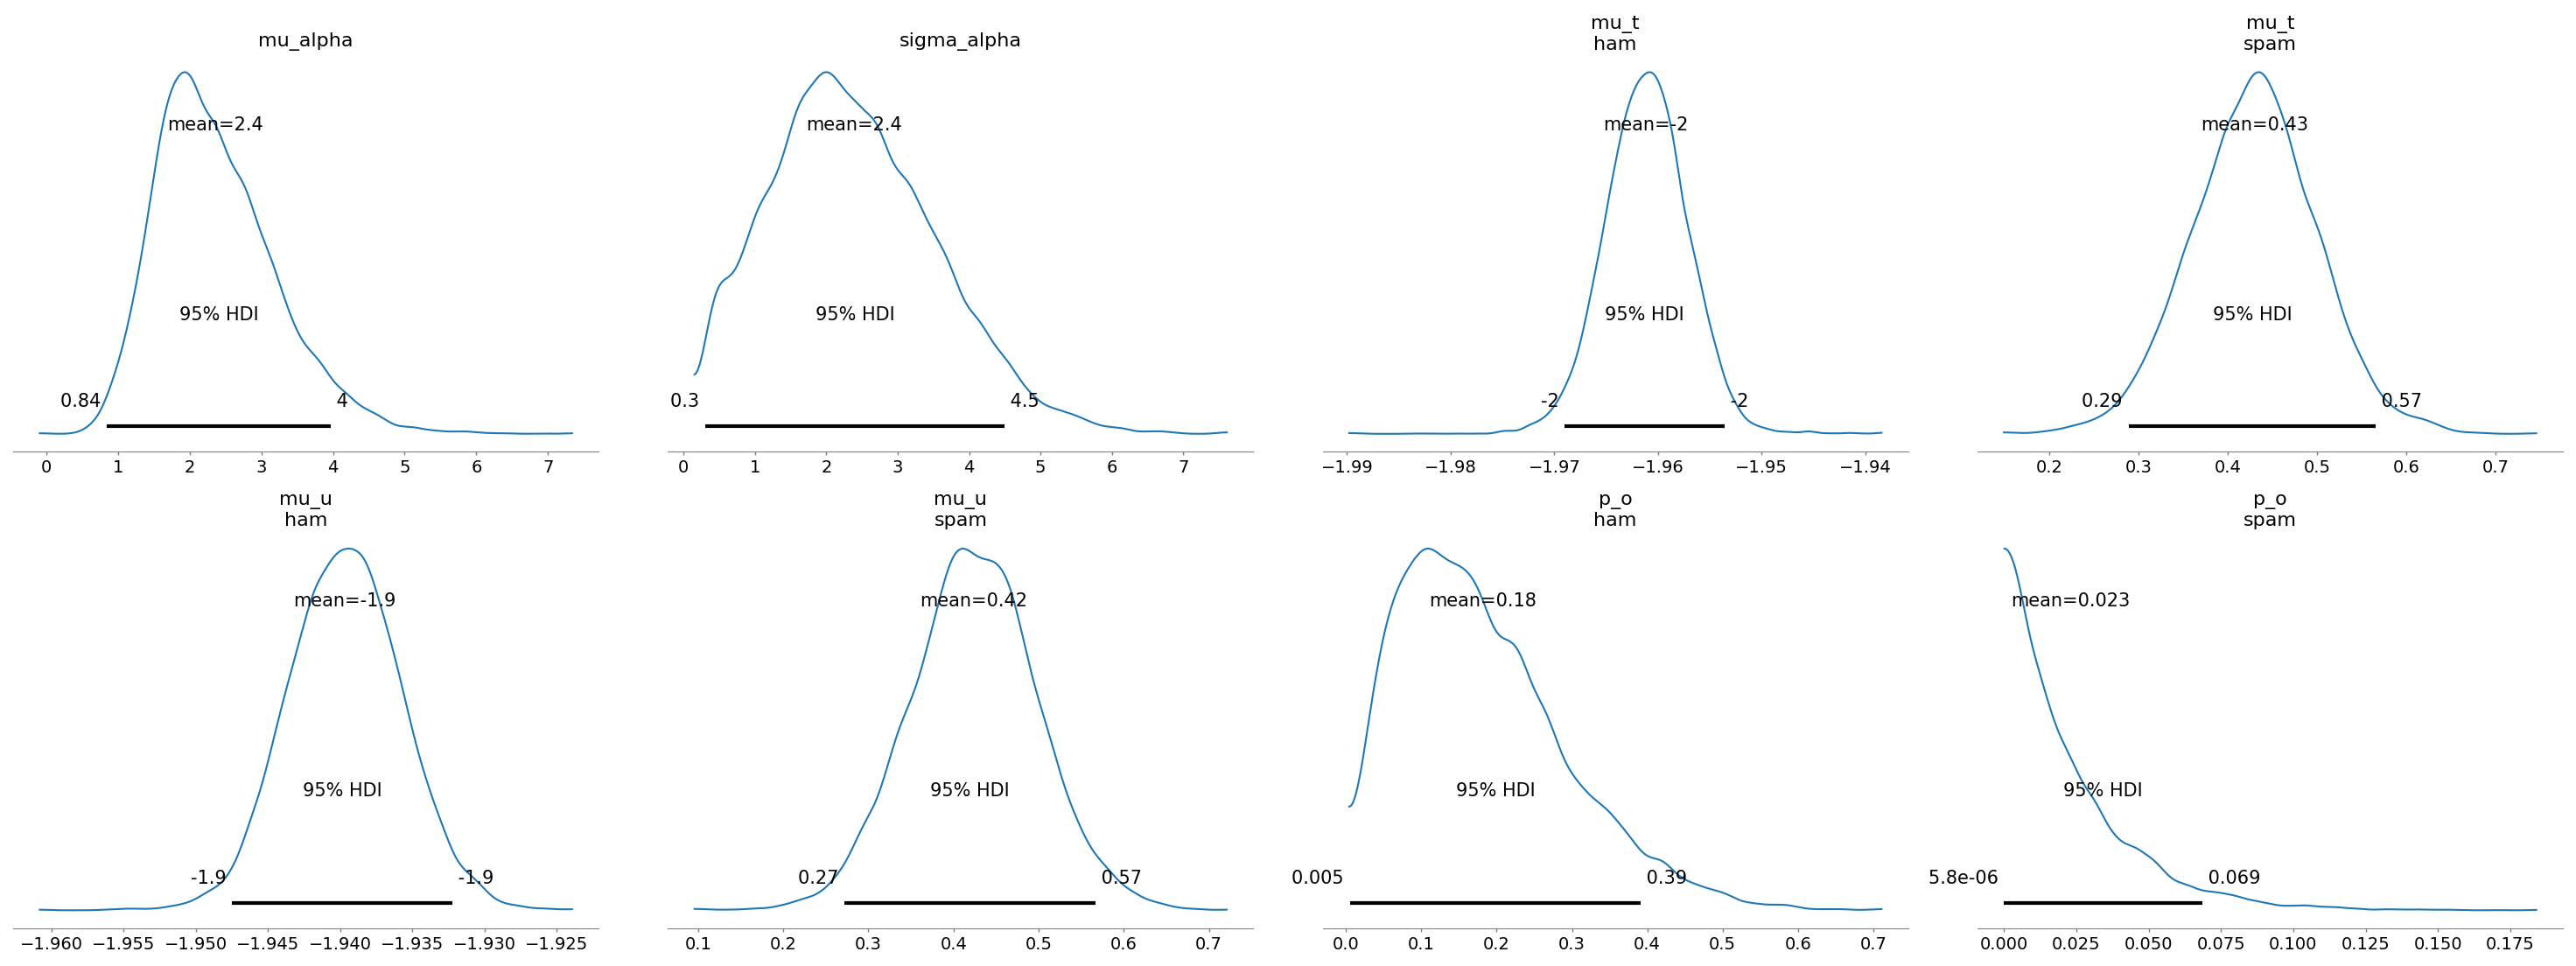 mu_alpha
mean=2.4
95% HDI
0.84
4
0 1 2 3 4 5 6 7
sigma_alpha
mean=2.4
95% HDI
0.3
4.5
0 1 2 3 4 5 6 7
mu_t
ham
mean=-2
95% HDI
-2
-2
−1.99 −1.98 −1.97 −1.96 −1.95 −1.94
mu_t
spam
mean=0.43
95% HDI
0.29
0.57
0.2 0.3 0.4 0.5 0.6 0.7
mu_u
ham
mean=-1.9
95% HDI
-1.9
-1.9
−1.960 −1.955 −1.950 −1.945 −1.940 −1.935 −1.930 −1.925
mu_u
spam
mean=0.42
95% HDI
0.27
0.57
0.1 0.2 0.3 0.4 0.5 0.6 0.7
p_o
ham
mean=0.18
95% HDI
0.005
0.39
0.0 0.1 0.2 0.3 0.4 0.5 0.6 0.7
p_o
spam
mean=0.023
95% HDI
5.8e-06
0.069
0.000 0.025 0.050 0.075 0.100 0.125 0.150 0.175